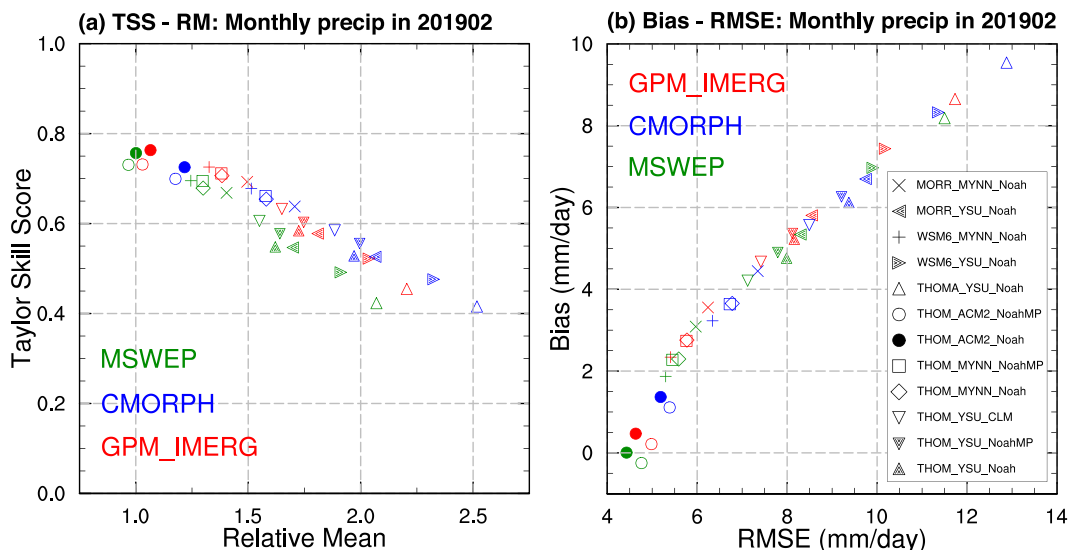 (a) TSS - RM: Monthly precip in 201902
1.0
0.8
0.6
0.4
0.2
0.0
Taylor Skill Score
MSWEP
CMORPH
GPM_IMERG
1.0 1.5 2.0 2.5
Relative Mean
(b) Bias - RMSE: Monthly precip in 201902
10
8
6
4
2
0
Bias (mm/day)
GPM_IMERG
CMORPH
MSWEP
MORR_MYNN_Noah
MORR_YSU_Noah
WSM6_MYNN_Noah
WSM6_YSU_Noah
THOMA_YSU_Noah
THOM_ACM2_NoahMP
THOM_ACM2_Noah
THOM_MYNN_NoahMP
THOM_MYNN_Noah
THOM_YSU_CLM
THOM_YSU_NoahMP
THOM_YSU_Noah
4 6 8 10 12 14
RMSE (mm/day)